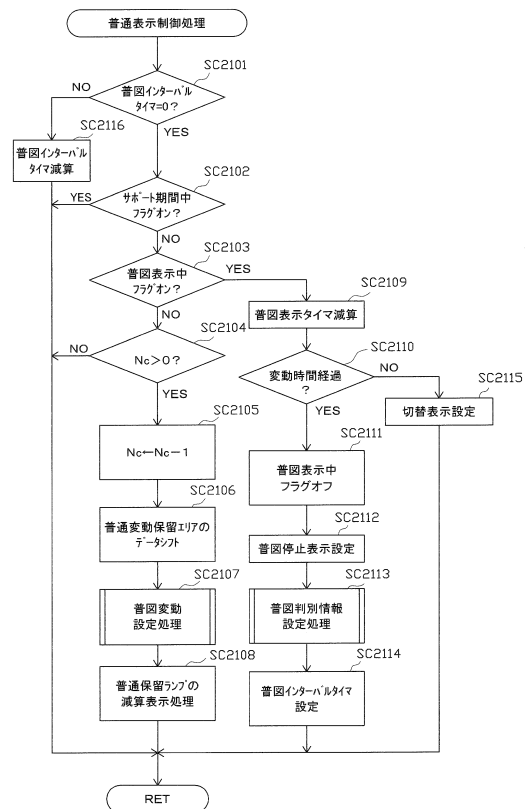 普通表示制御処理
SC2101
普図ｲﾝﾀｰﾊﾞﾙ
ﾀｲﾏ=0?
NO
YES
SC2116
普図ｲﾝﾀｰﾊﾞﾙ
ﾀｲﾏ減算
SC2102
ｻﾎﾟｰﾄ期間中
ﾌﾗｸﾞｵﾝ?
YES
NO
SC2103
普図表示中
ﾌﾗｸﾞｵﾝ?
YES
NO
SC2109
普図表示ﾀｲﾏ減算
SC2104
Nc>0?
NO
YES
SC2110
変動時間経過
?
NO
YES
SC2115
切替表示設定
SC2105
Nc←Nc−1
SC2111
普図表示中
ﾌﾗｸﾞｵﾌ
SC2106
普通変動保留ｴﾘｱの
ﾃﾞｰﾀｼﾌﾄ
SC2112
普図停止表示設定
SC2107
普図変動
設定処理
SC2113
普図判別情報
設定処理
SC2108
普通保留ﾗﾝﾌﾟの
減算表示処理
SC2114
普図ｲﾝﾀｰﾊﾞﾙﾀｲﾏ
設定
RET